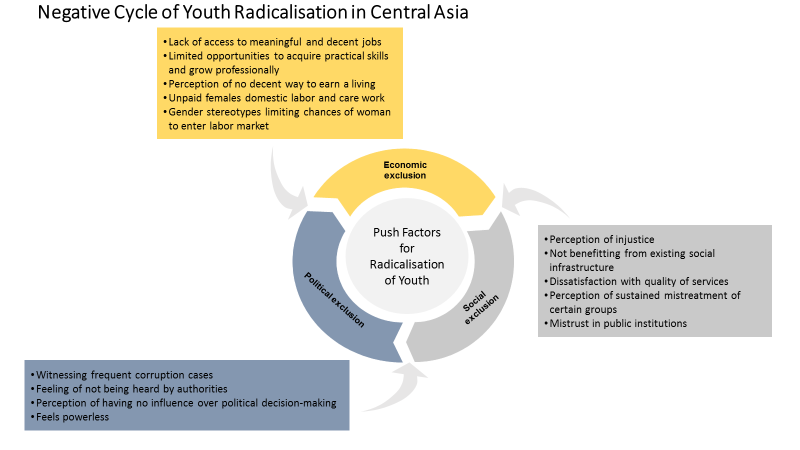 Negative Cycle of Youth Radicalisation in Central Asia
•Lack of access to meaningful and decent jobs
•Limited opportunities to acquire practical skills
and grow professionally
•Perception of no decent way to earn a living
•Unpaid females domestic labor and care work
•Gender stereotypes limiting chances of woman
to enter labor market
Economic
exclusion
Push Factors
for
Radicalisation
of Youth
Political exclusion
Social
exclusion
•Perception of injustice
•Not benefitting from existing social
infrastructure
•Dissatisfaction with quality of services
•Perception of sustained mistreatment of
certain groups
•Mistrust in public institutions
•Witnessing frequent corruption cases
•Feeling of not being heard by authorities
•Perception of having no influence over political decision-making
•Feels powerless